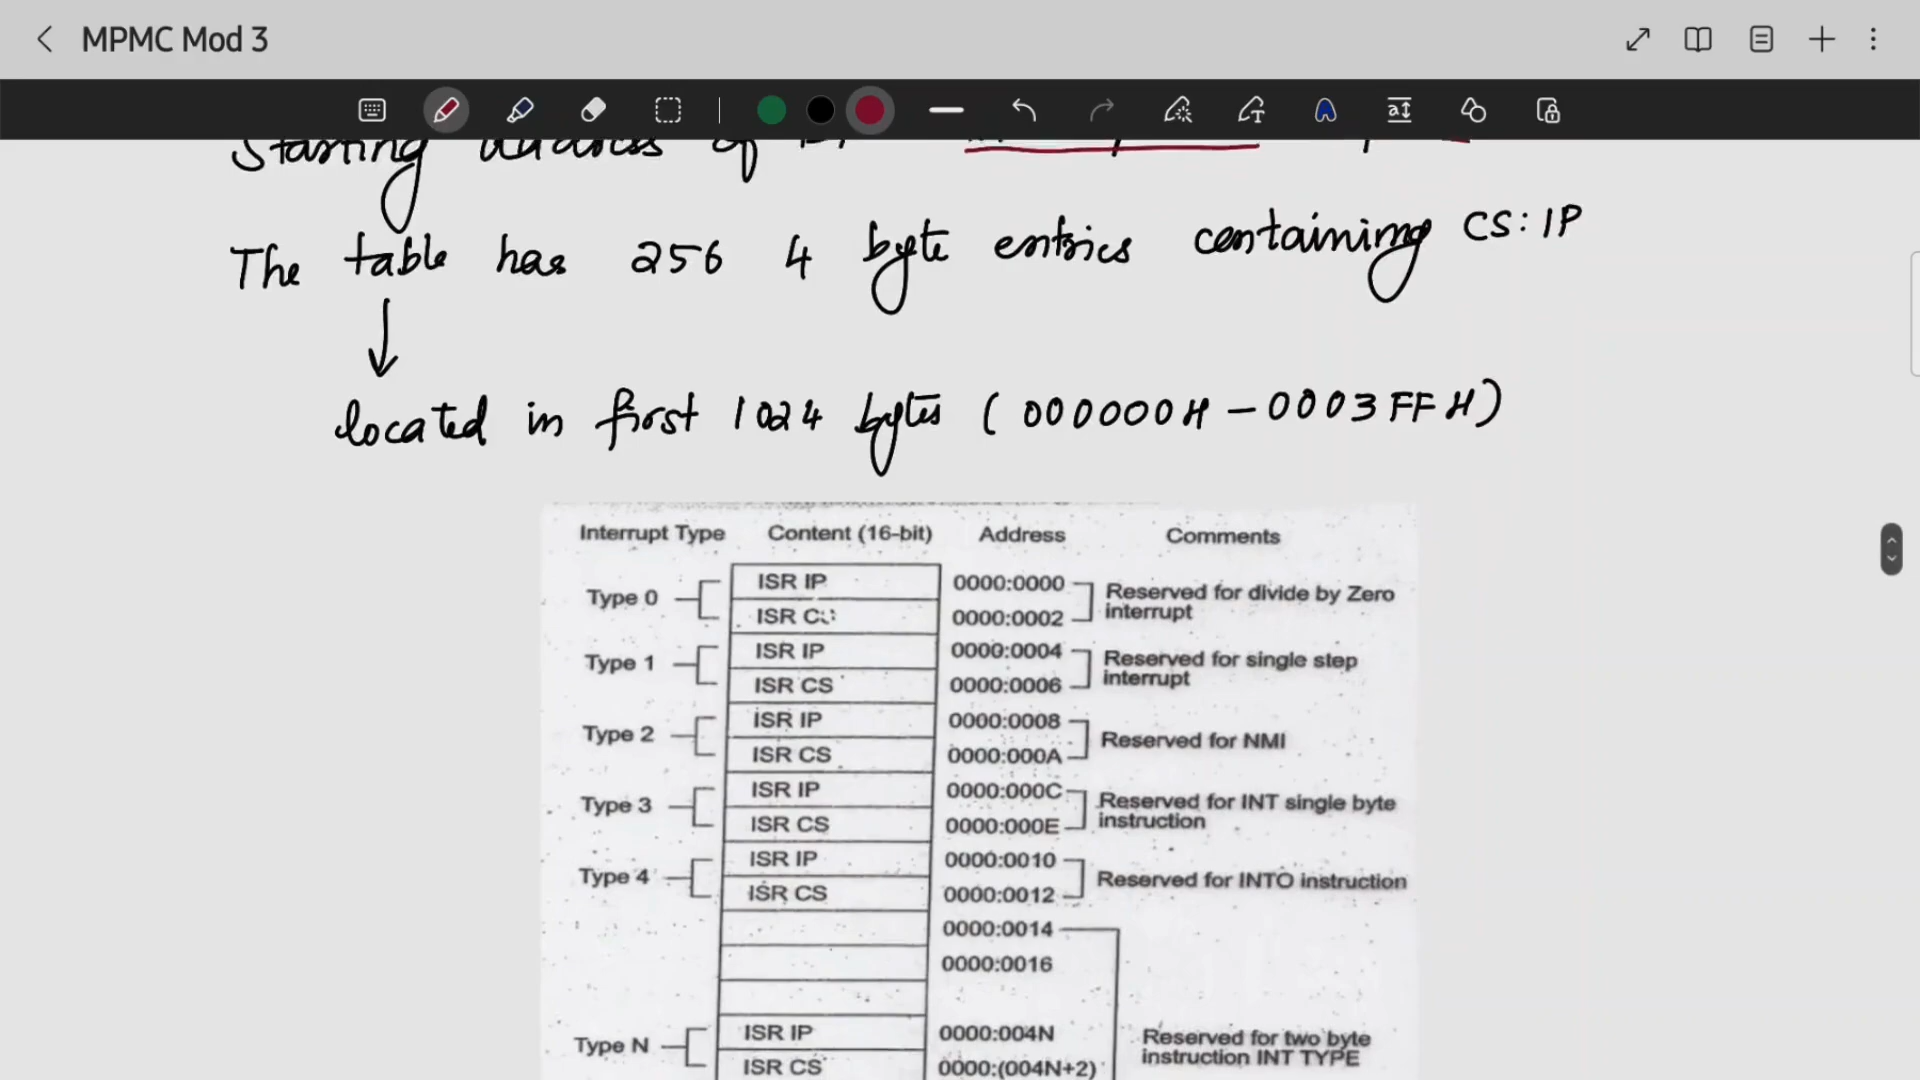 MPMC Mod 3
Starting address of
The table has 256 4 byte entries containing CS:IP
located in first 1024 bytes (000000H - 0003FFH)
Interrupt Type Content (16-bit) Address Comments
Type 0 ISR IP 0000:0000 Reserved for divide by Zero
interrupt
ISR CS 0000:0002
Type 1 ISR IP 0000:0004 Reserved for single step
interrupt
ISR CS 0000:0006
Type 2 ISR IP 0000:0008 Reserved for NMI
ISR CS 0000:000A
Type 3 ISR IP 0000:000C Reserved for INT single byte
instruction
ISR CS 0000:000E
Type 4 ISR IP 0000:0010 Reserved for INTO instruction
ISR CS 0000:0012
0000:0014
0000:0016
Type N ISR IP 0000:004N Reserved for two byte
instruction INT TYPE
ISR CS 0000:(004N+2)